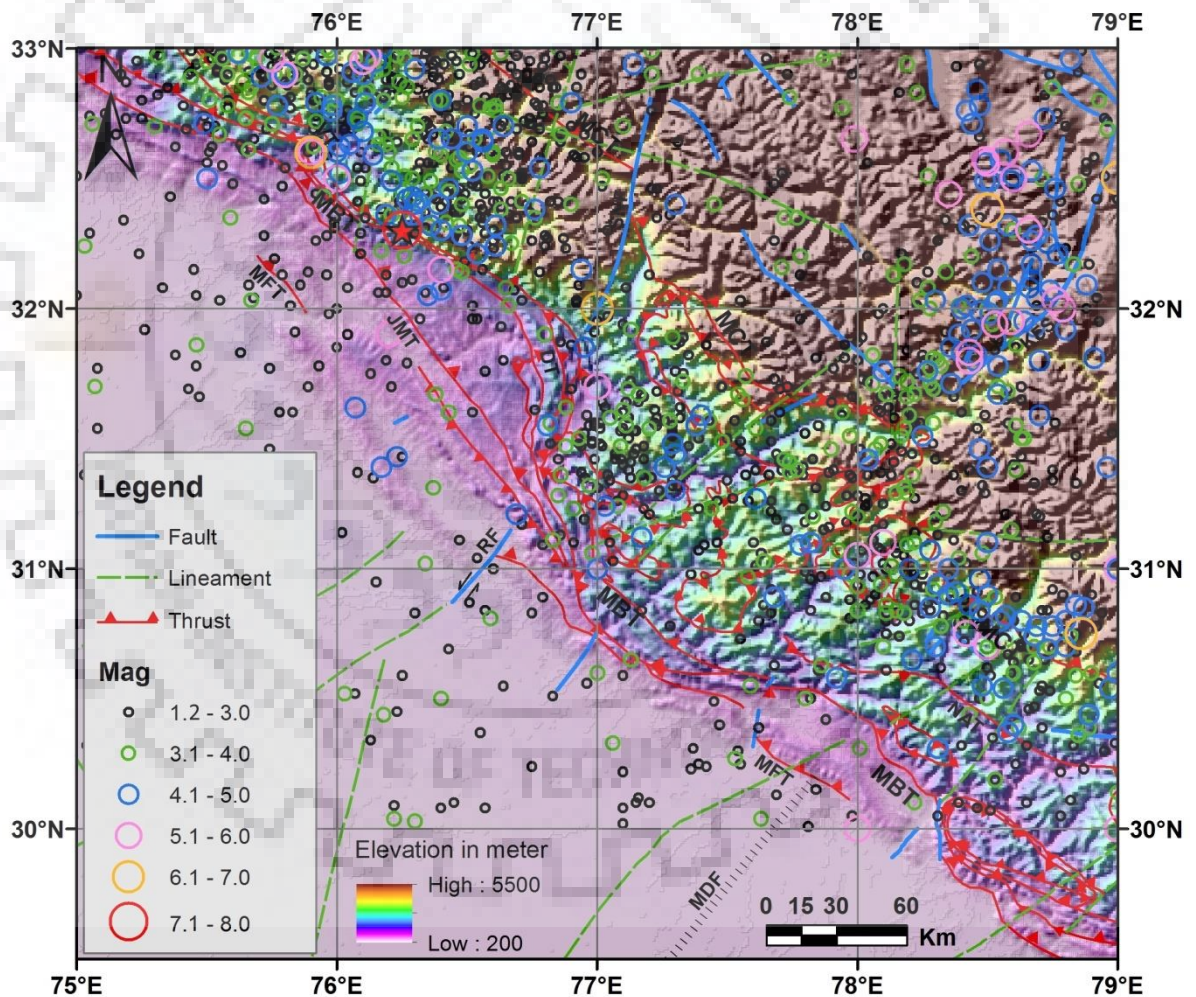 76°E 77°E 78°E 79°E
33°N
MBT
MFT
JMT
MCT
32°N 32°N
KKF
DT
Legend
Fault
Lineament
Thrust
RF
31°N 31°N
MBT
Mag
1.2 - 3.0
3.1 - 4.0
4.1 - 5.0
5.1 - 6.0
6.1 - 7.0
7.1 - 8.0
NAT
MFT
MBT
30°N 30°N
MDF
Elevation in meter
High : 5500
Low : 200
0 15 30 60
Km
75°E 76°E 77°E 78°E 79°E